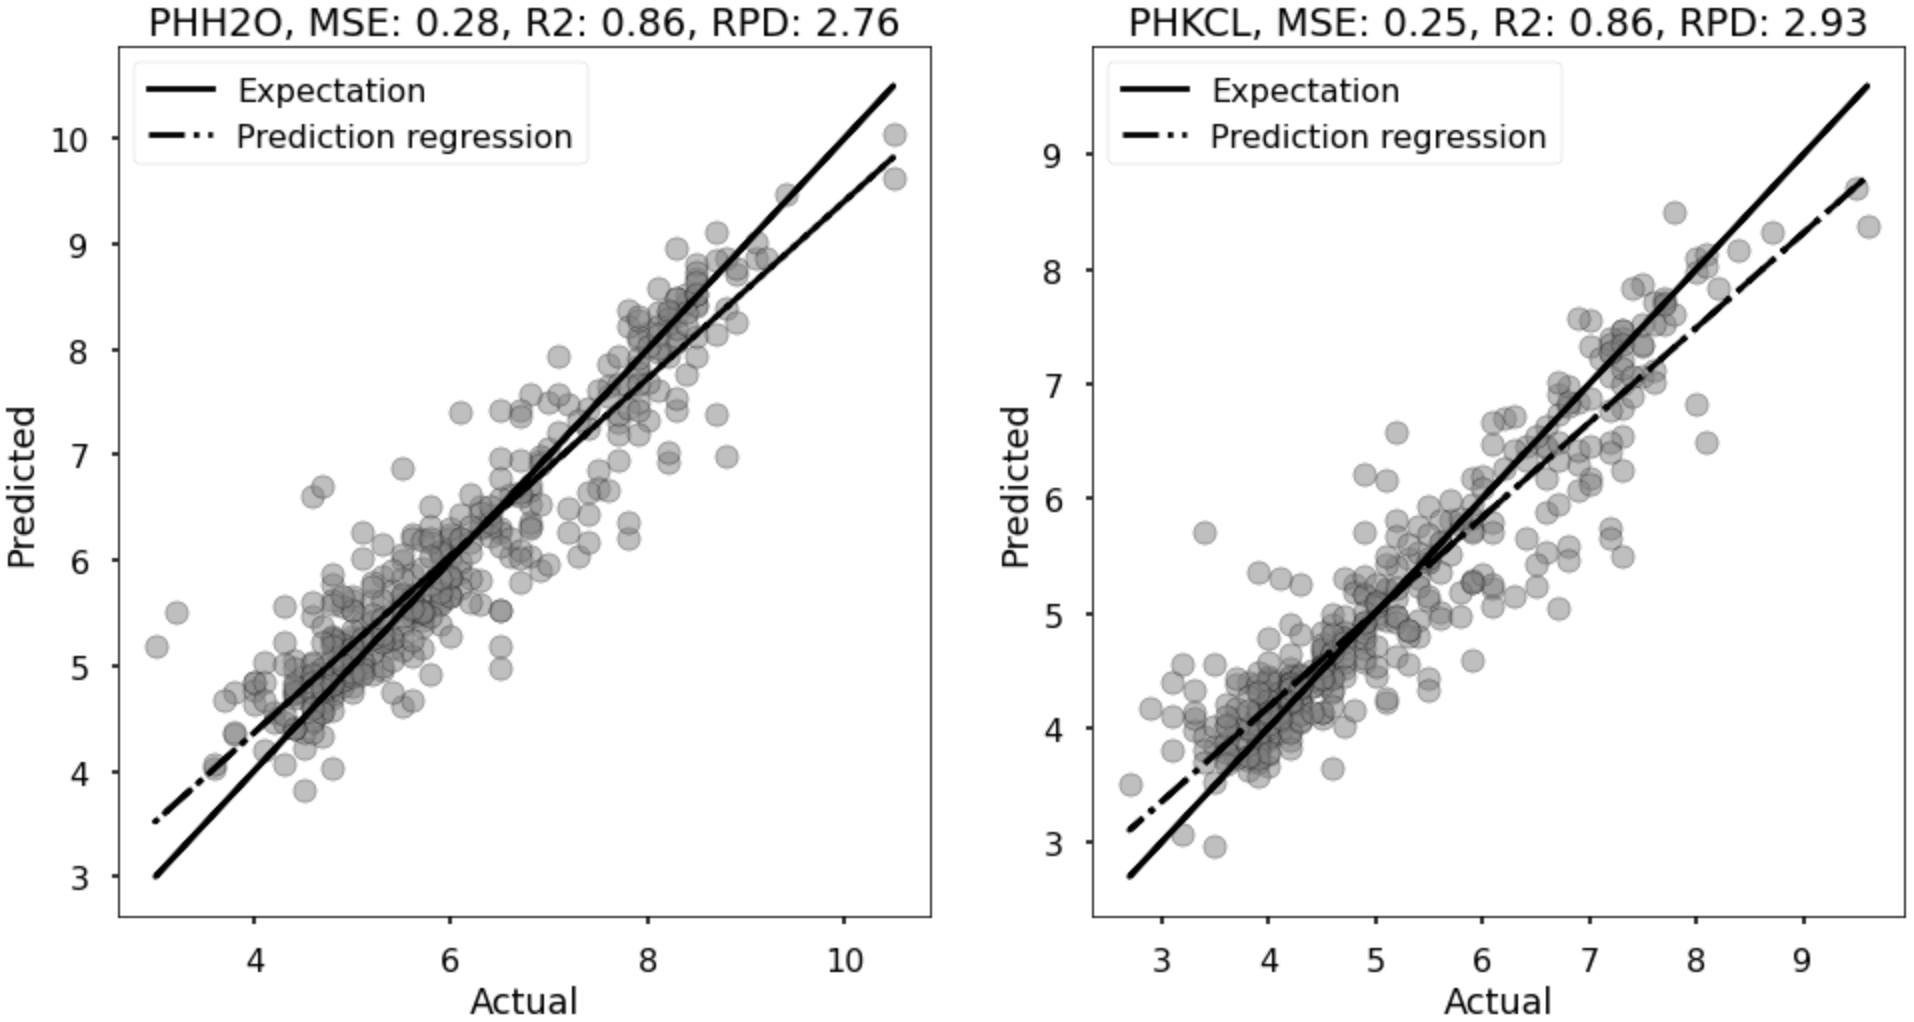 PHH2O, MSE: 0.28, R2: 0.86, RPD: 2.76
Expectation
Prediction regression
10
9
8
7
6
5
4
3
Predicted
4 6 8 10
Actual
PHKCL, MSE: 0.25, R2: 0.86, RPD: 2.93
Expectation
Prediction regression
9
8
7
6
5
4
3
Predicted
3 4 5 6 7 8 9
Actual